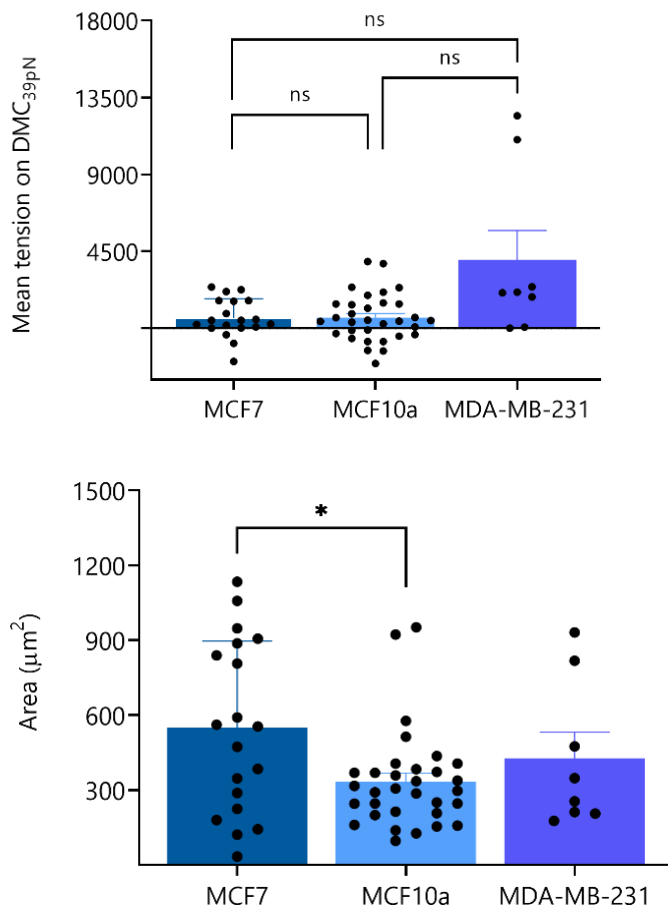 18000
13500
9000
4500
Mean tension on DMC39pN
ns
ns
ns
MCF7
MCF10a
MDA-MB-231
1500
1200
900
600
300
Area (μm²)
*
MCF7
MCF10a
MDA-MB-231